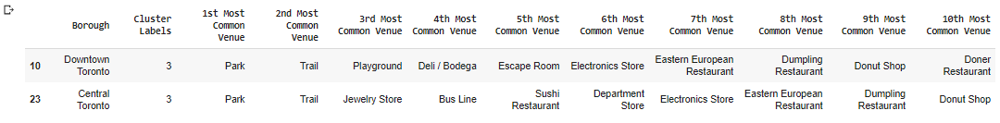 Borough Cluster Labels 1st Most Common Venue 2nd Most Common Venue 3rd Most Common Venue 4th Most Common Venue 5th Most Common Venue 6th Most Common Venue 7th Most Common Venue 8th Most Common Venue 9th Most Common Venue 10th Most Common Venue
10 Downtown Toronto 3 Park Trail Playground Deli / Bodega Escape Room Electronics Store Eastern European Restaurant Dumpling Restaurant Donut Shop Doner Restaurant
23 Central Toronto 3 Park Trail Jewelry Store Bus Line Sushi Restaurant Department Store Electronics Store Eastern European Restaurant Dumpling Restaurant Donut Shop